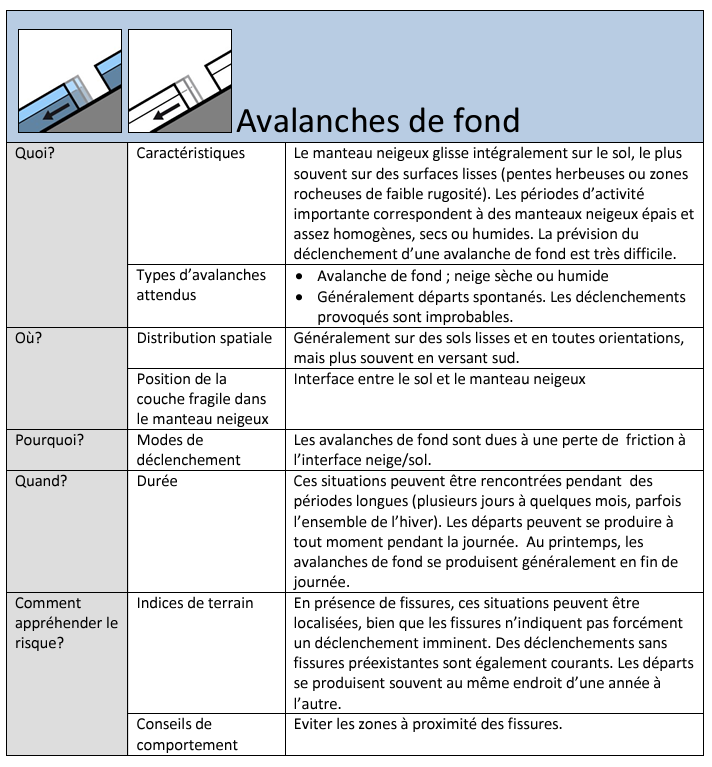 Avalanches de fond
Quoi?
Caractéristiques
Le manteau neigeux glisse intégralement sur le sol, le plus
souvent sur des surfaces lisses (pentes herbeuses ou zones
rocheuses de faible rugosité). Les périodes d’activité
importante correspondent à des manteaux neigeux épais et
assez homogènes, secs ou humides. La prévision du
déclenchement d’une avalanche de fond est très difficile.
Types d’avalanches
attendus
• Avalanche de fond ; neige sèche ou humide
• Généralement départs spontanés. Les déclenchements
provoqués sont improbables.
Où?
Distribution spatiale
Généralement sur des sols lisses et en toutes orientations,
mais plus souvent en versant sud.
Position de la
couche fragile dans
le manteau neigeux
Interface entre le sol et le manteau neigeux
Pourquoi?
Modes de
déclenchement
Les avalanches de fond sont dues à une perte de friction à
l’interface neige/sol.
Quand?
Durée
Ces situations peuvent être rencontrées pendant des
périodes longues (plusieurs jours à quelques mois, parfois
l’ensemble de l’hiver). Les départs peuvent se produire à
tout moment pendant la journée. Au printemps, les
avalanches de fond se produisent généralement en fin de
journée.
Comment
appréhender le
risque?
Indices de terrain
En présence de fissures, ces situations peuvent être
localisées, bien que les fissures n’indiquent pas forcément
un déclenchement imminent. Des déclenchements sans
fissures préexistantes sont également courants. Les départs
se produisent souvent au même endroit d’une année à
l’autre.
Conseils de
comportement
Eviter les zones à proximité des fissures.